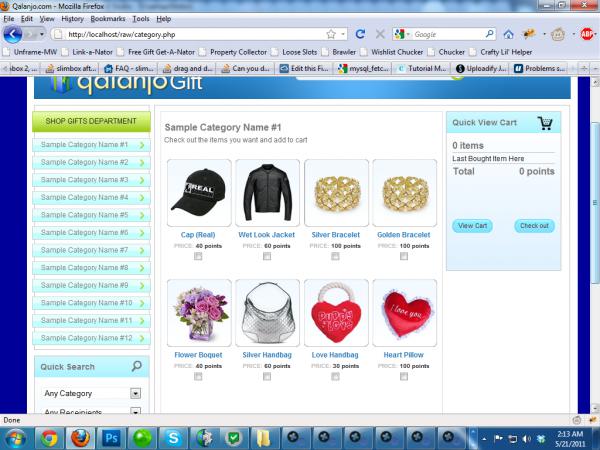 Qalanjo.com - Mozilla Firefox
File Edit View History Bookmarks Tools Help
http://localhost/raw/category.php
Google
Unframe-MW Link-a-Nator Free Gift Get-A-Nator Property Collector Loose Slots Brawler Wishlist Chucker Chucker Crafty Lil' Helper
nbox 2, ... slimbox aft... FAQ - slim... drag and d... Can you d... Edit this Fi... mysql_fetc... Tutorial M... Uploadify J... Problems s...
qalanjo Gift
SHOP GIFTS DEPARTMENT
Sample Category Name #1
Sample Category Name #2
Sample Category Name #3
Sample Category Name #4
Sample Category Name #5
Sample Category Name #6
Sample Category Name #7
Sample Category Name #8
Sample Category Name #9
Sample Category Name #10
Sample Category Name #11
Sample Category Name #12
Quick Search
Any Category
Any Receipients
Sample Category Name #1
Check out the items you want and add to cart
REAL
Cap (Real) Wet Look Jacket Silver Bracelet Golden Bracelet
PRICE: 40 points PRICE: 60 points PRICE: 100 points PRICE: 100 points
PUPPY LOVE
I love you...
Flower Boquet Silver Handbag Love Handbag Heart Pillow
PRICE: 40 points PRICE: 60 points PRICE: 30 points PRICE: 100 points
Quick View Cart
0 items
Last Bought Item Here
Total 0 points
View Cart Check out
Done
2:13 AM
5/21/2011